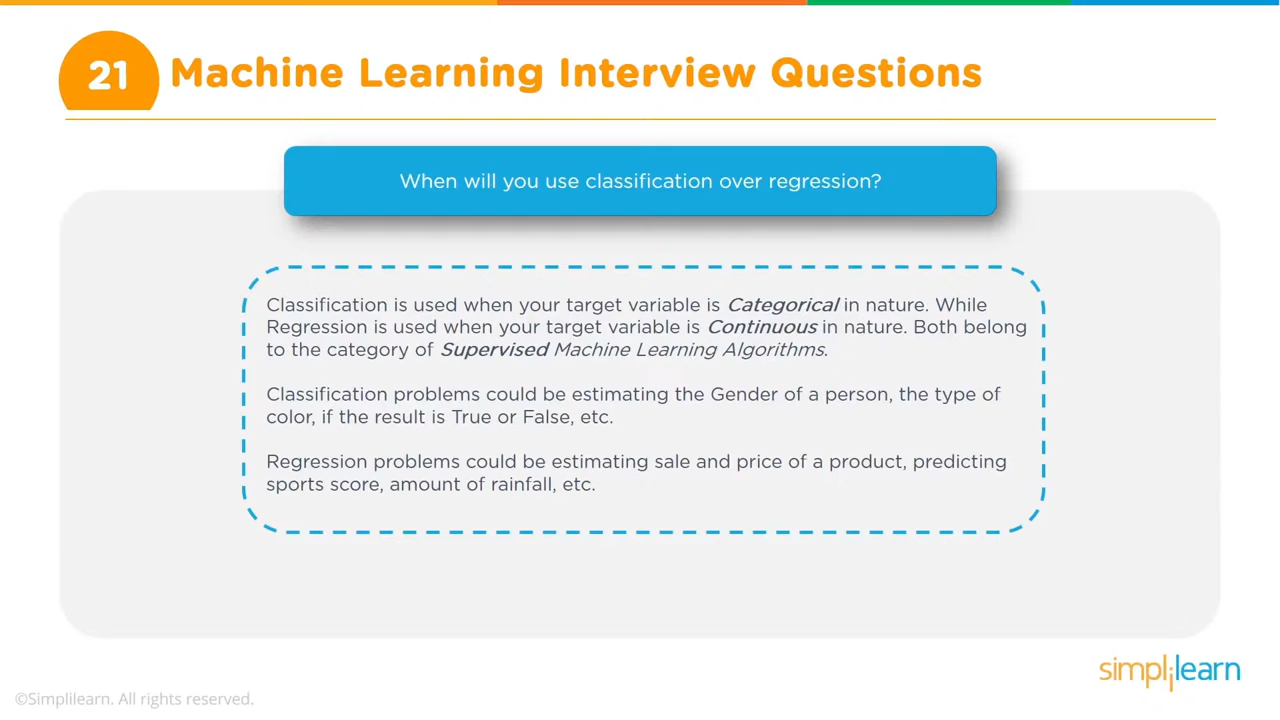 21
Machine Learning Interview Questions
When will you use classification over regression?
Classification is used when your target variable is Categorical in nature. While
Regression is used when your target variable is Continuous in nature. Both belong
to the category of Supervised Machine Learning Algorithms.
Classification problems could be estimating the Gender of a person, the type of
color, if the result is True or False, etc.
Regression problems could be estimating sale and price of a product, predicting
sports score, amount of rainfall, etc.
simplilearn
©Simplilearn. All rights reserved.